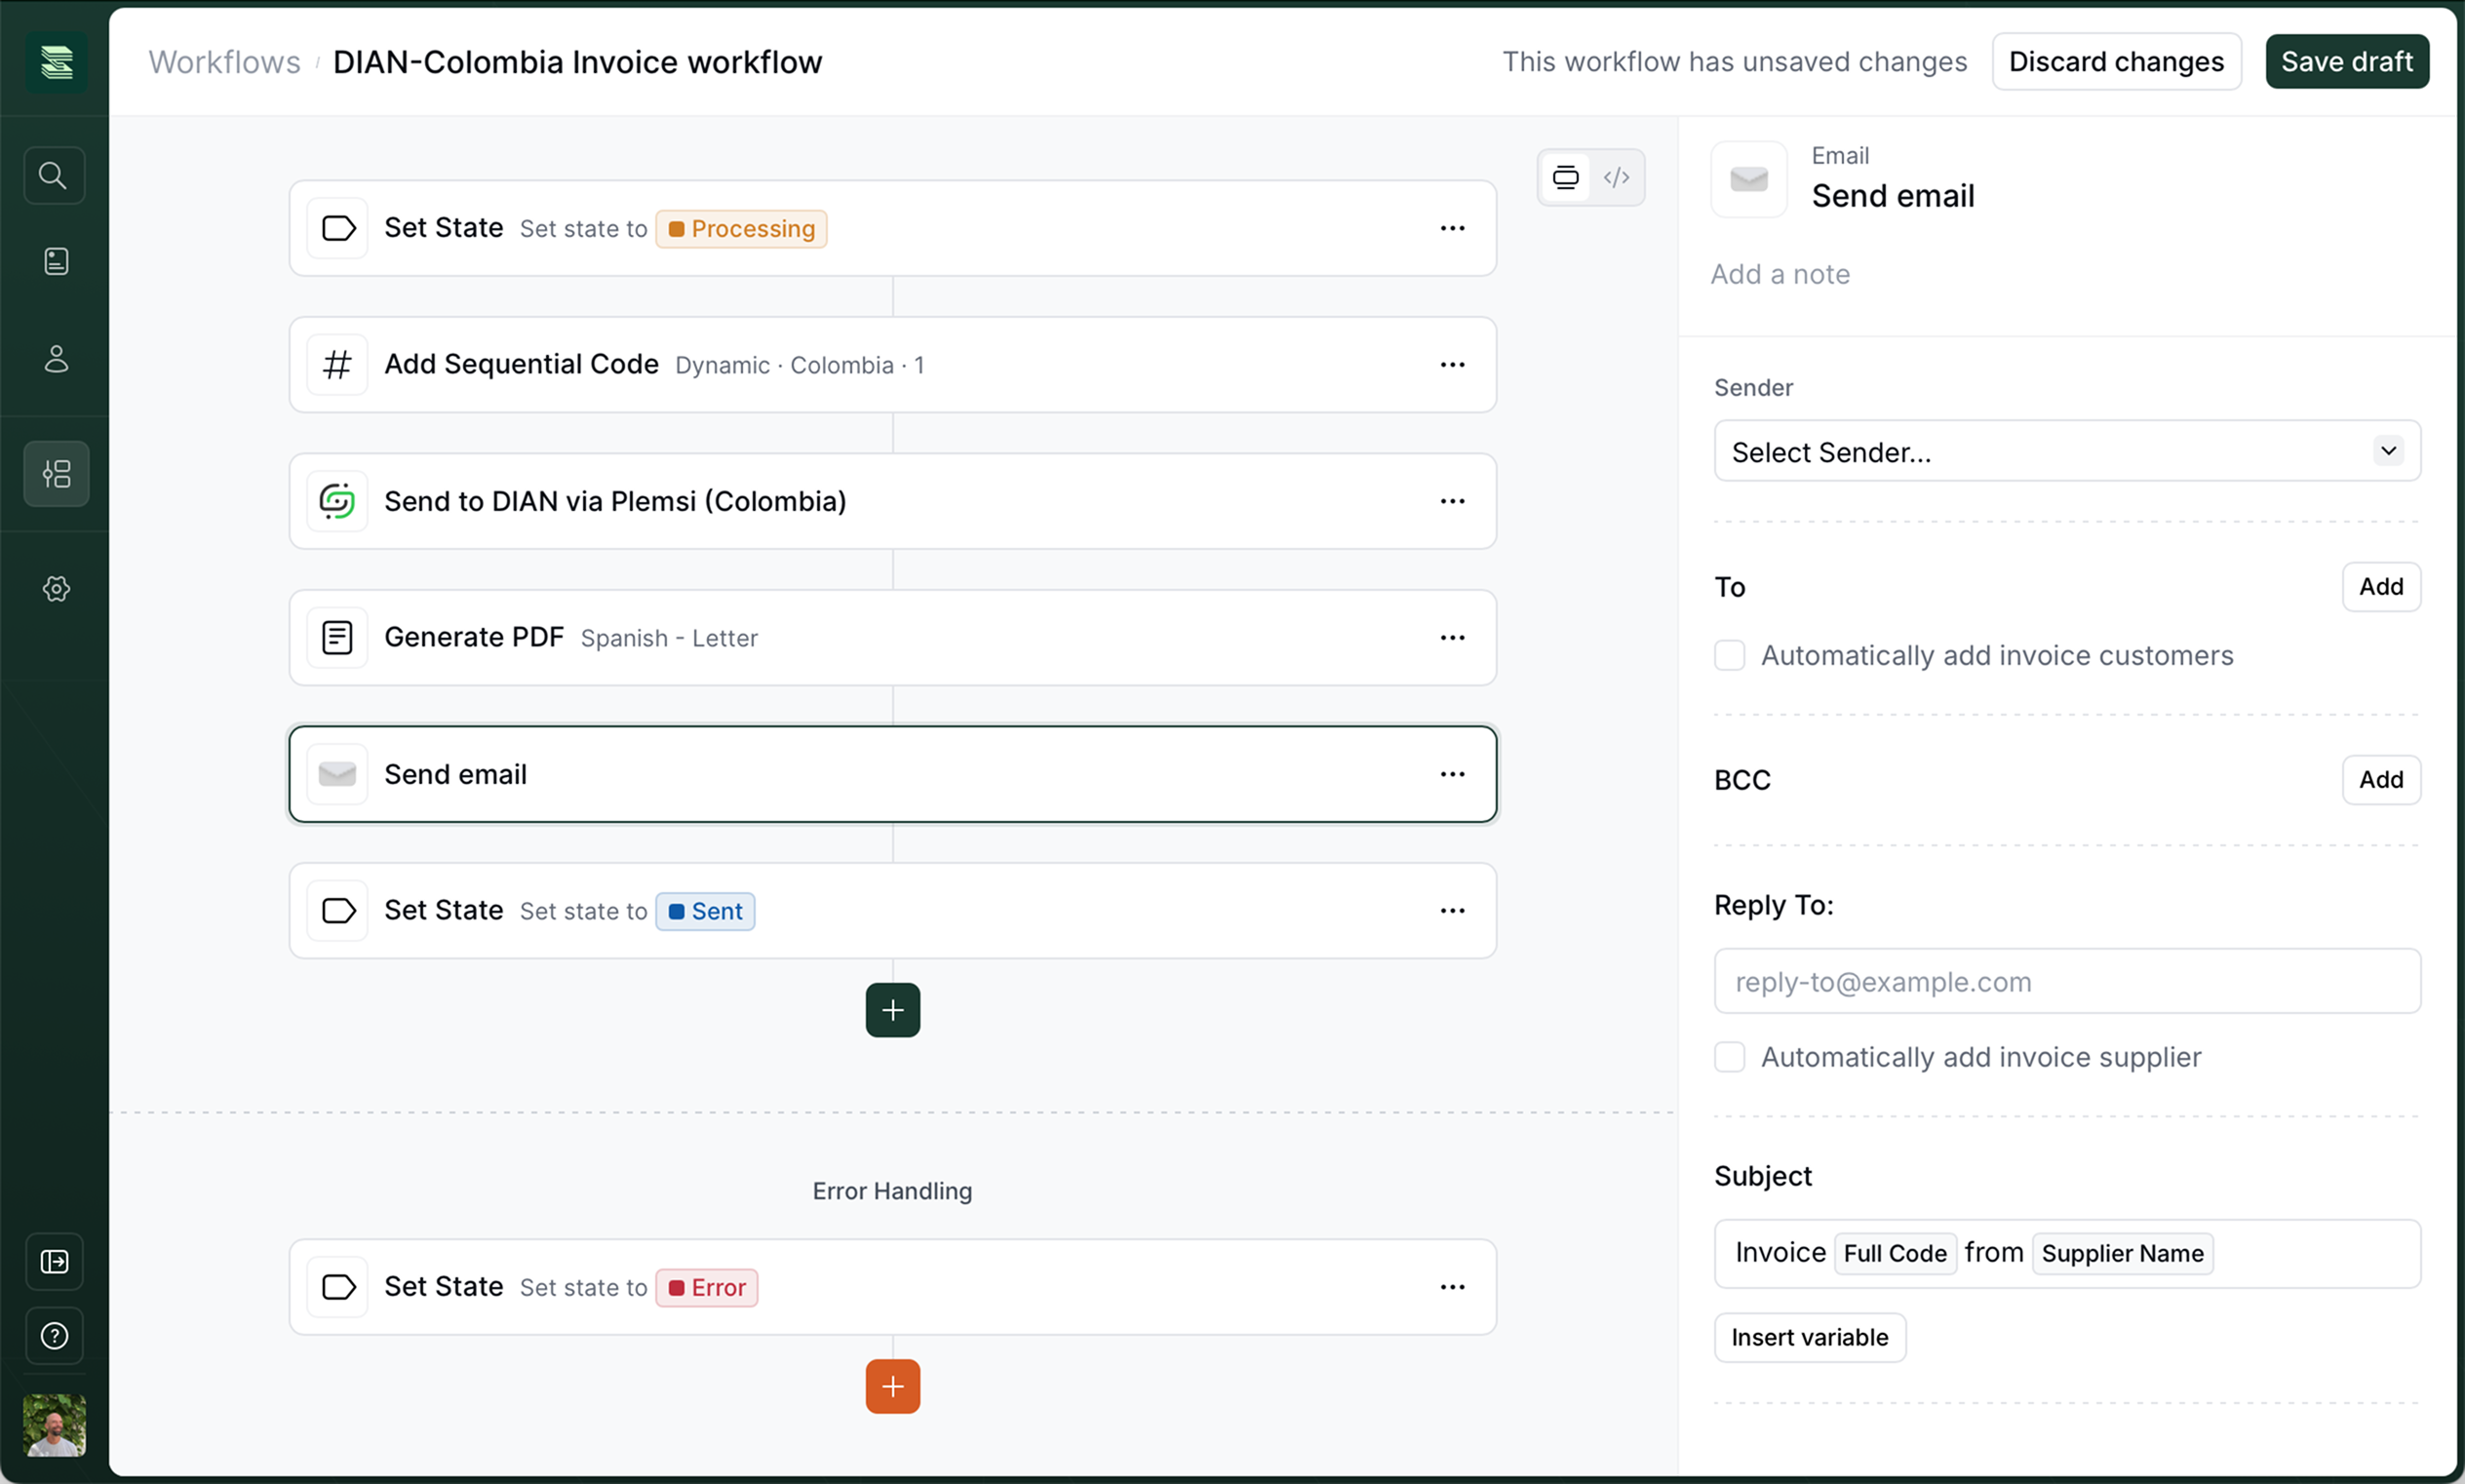 Workflows / DIAN-Colombia Invoice workflow
This workflow has unsaved changes
Discard changes
Save draft
Set State Set state to Processing
Add Sequential Code Dynamic · Colombia · 1
Send to DIAN via Plemsi (Colombia)
Generate PDF Spanish - Letter
Send email
Set State Set state to Sent
Error Handling
Set State Set state to Error
Email
Send email
Add a note
Sender
Select Sender...
To
Add
Automatically add invoice customers
BCC
Add
Reply To:
reply-to@example.com
Automatically add invoice supplier
Subject
Invoice Full Code from Supplier Name
Insert variable